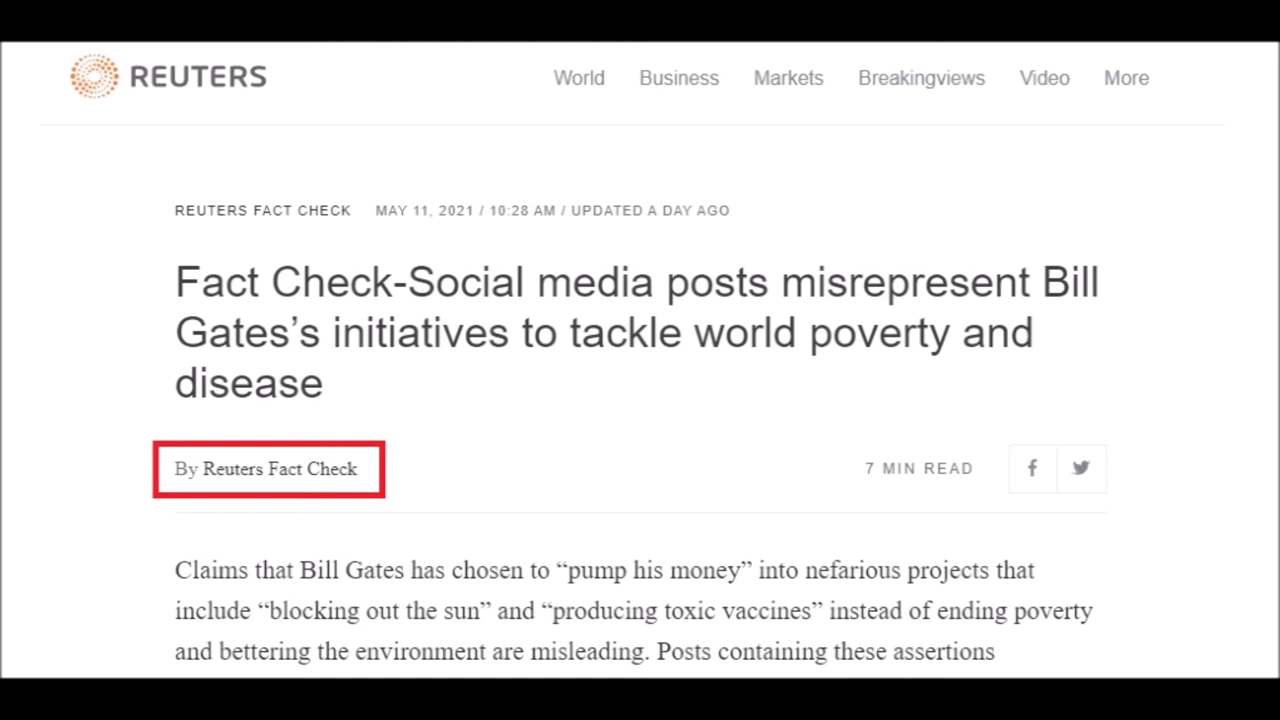 REUTERS World Business Markets Breakingviews Video More
REUTERS FACT CHECK MAY 11, 2021 / 10:28 AM / UPDATED A DAY AGO
Fact Check-Social media posts misrepresent Bill
Gates’s initiatives to tackle world poverty and
disease
By Reuters Fact Check 7 MIN READ
Claims that Bill Gates has chosen to “pump his money” into nefarious projects that
include “blocking out the sun” and “producing toxic vaccines” instead of ending poverty
and bettering the environment are misleading. Posts containing these assertions